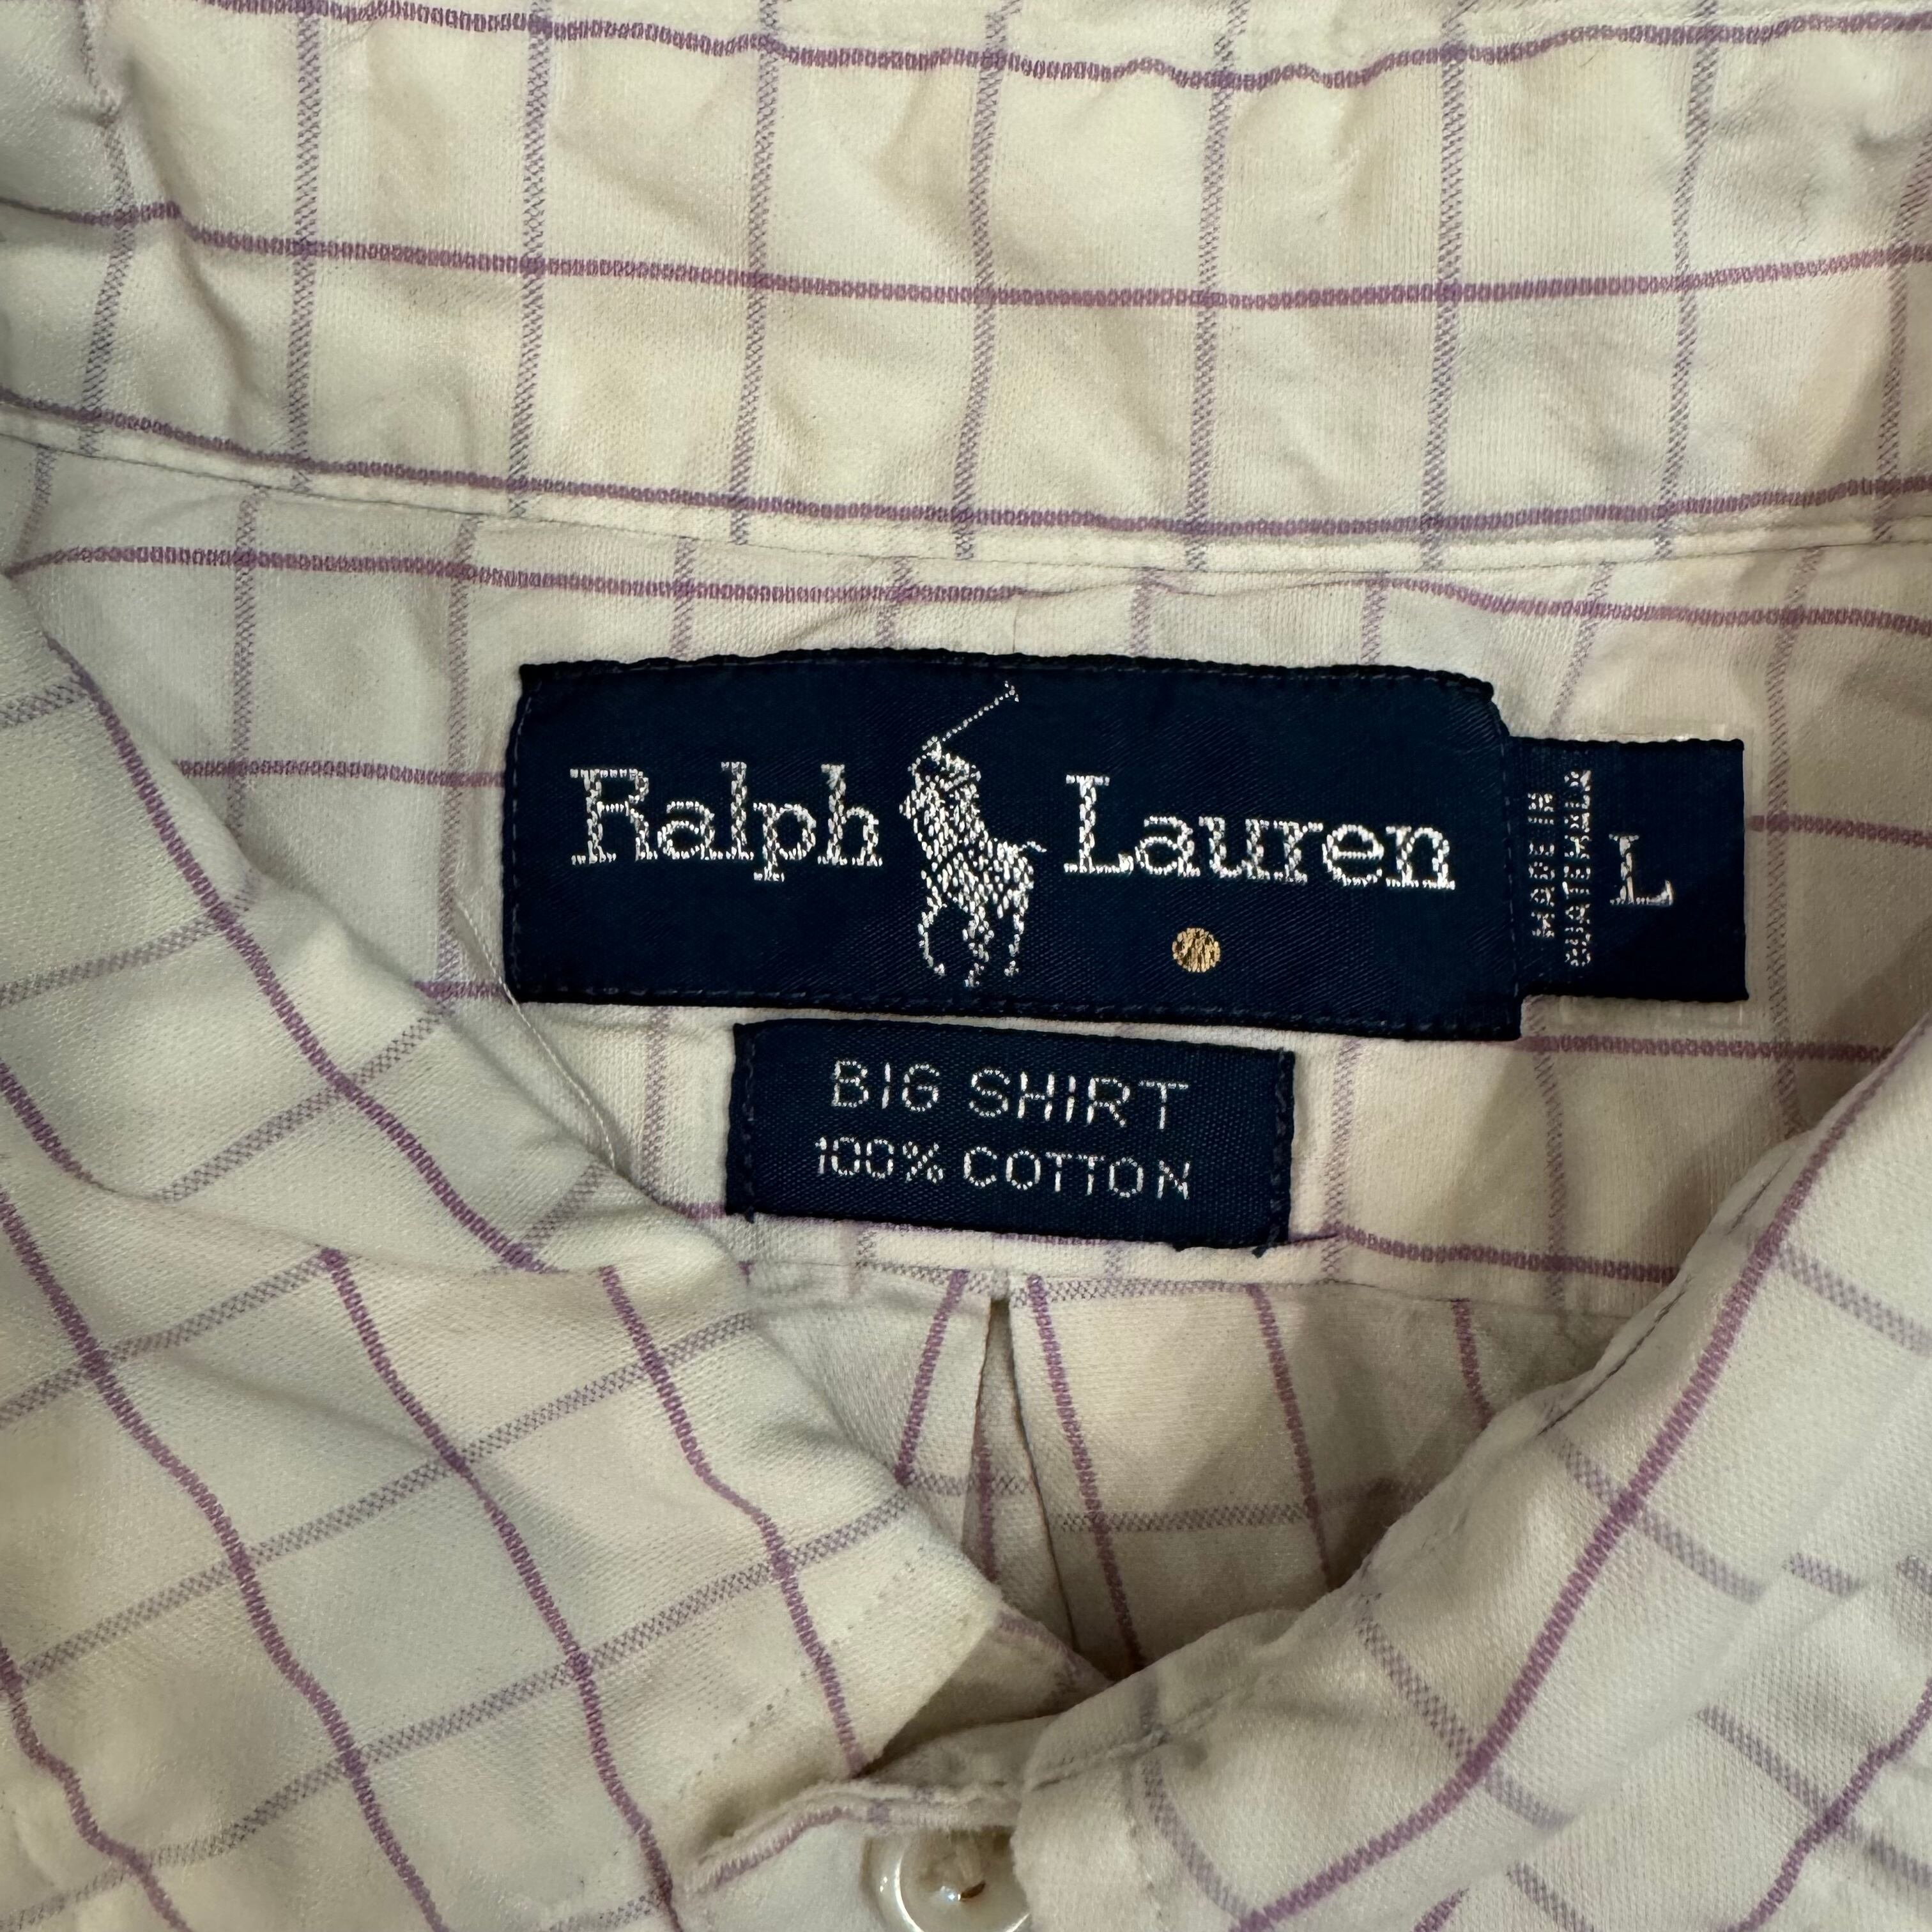 Ralph Lauren
MADE IN
GUATEMALA
L
BIG SHIRT
100% COTTON